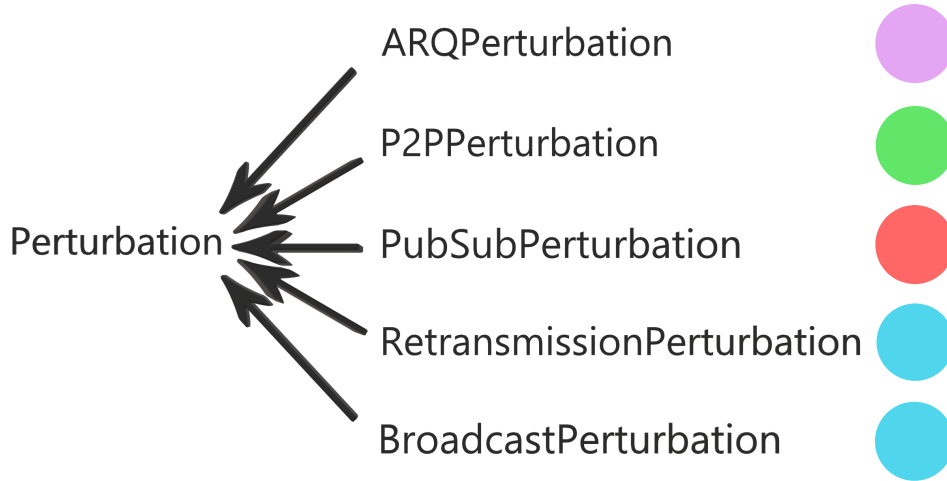 ARQPerturbation
P2PPerturbation
Perturbation
PubSubPerturbation
RetransmissionPerturbation
BroadcastPerturbation